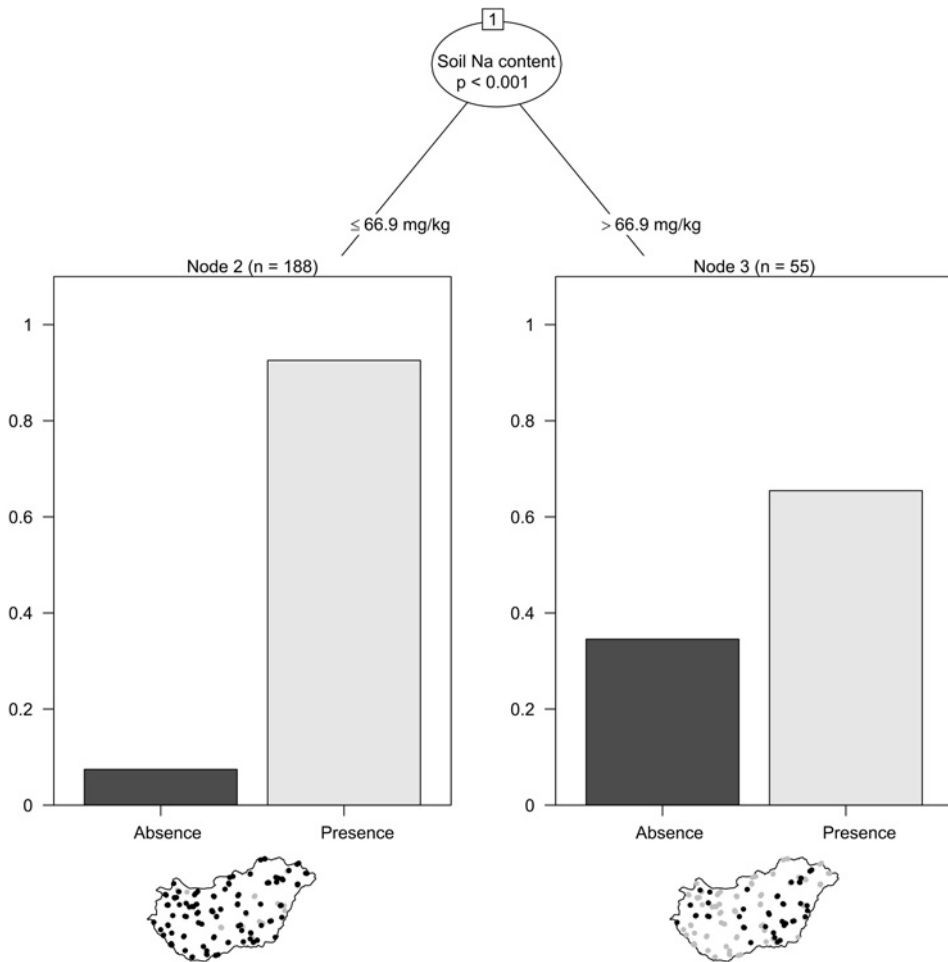 1
Soil Na content
p < 0.001
≤ 66.9 mg/kg
> 66.9 mg/kg
Node 2 (n = 188)
1
0.8
0.6
0.4
0.2
0
Absence
Presence
Node 3 (n = 55)
1
0.8
0.6
0.4
0.2
0
Absence
Presence